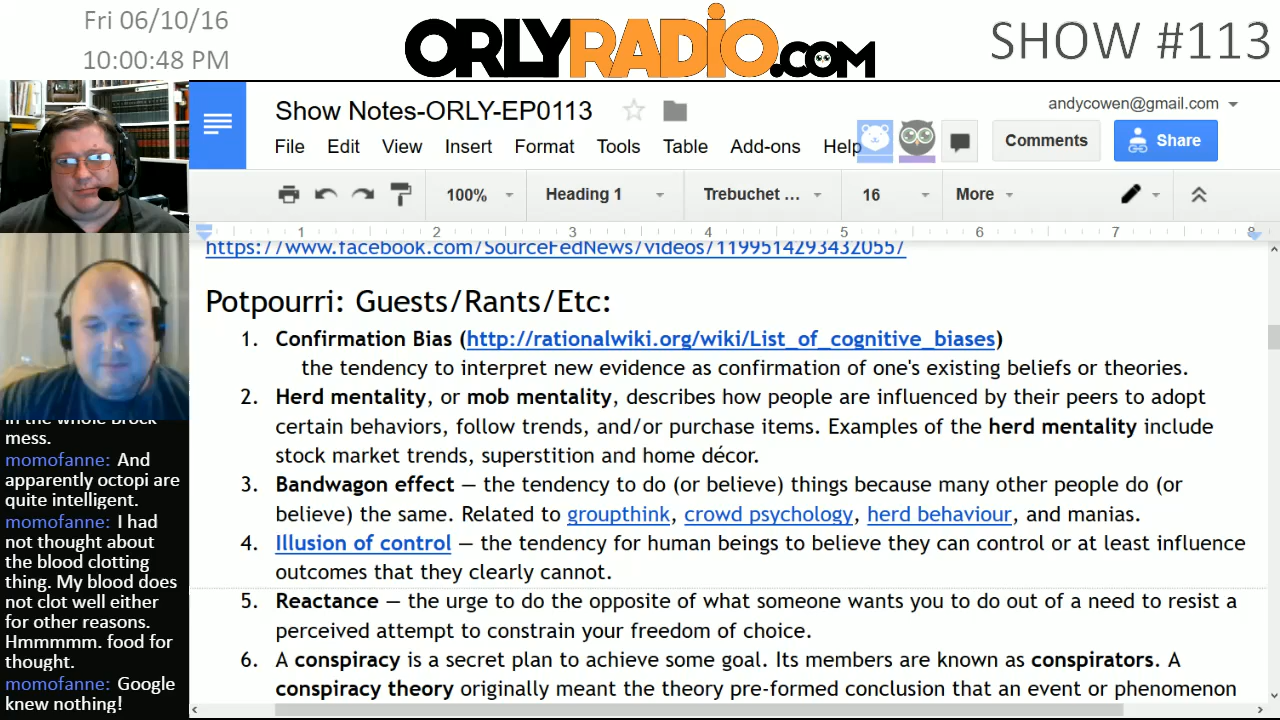 Fri 06/10/16
10:00:48 PM
ORLYRADIO.COM
SHOW #113
Show Notes-ORLY-EP0113
andycowen@gmail.com
File Edit View Insert Format Tools Table Add-ons Help
Comments
Share
100% Heading 1 Trebuchet ... 16 More
1 2 3 4 5 6 7 8
https://www.facebook.com/SourceFedNews/videos/1199514293432055/
Potpourri: Guests/Rants/Etc:
1. Confirmation Bias (http://rationalwiki.org/wiki/List_of_cognitive_biases)
the tendency to interpret new evidence as confirmation of one's existing beliefs or theories.
2. Herd mentality, or mob mentality, describes how people are influenced by their peers to adopt
certain behaviors, follow trends, and/or purchase items. Examples of the herd mentality include
stock market trends, superstition and home décor.
3. Bandwagon effect — the tendency to do (or believe) things because many other people do (or
believe) the same. Related to groupthink, crowd psychology, herd behaviour, and manias.
4. Illusion of control — the tendency for human beings to believe they can control or at least influence
outcomes that they clearly cannot.
5. Reactance — the urge to do the opposite of what someone wants you to do out of a need to resist a
perceived attempt to constrain your freedom of choice.
6. A conspiracy is a secret plan to achieve some goal. Its members are known as conspirators. A
conspiracy theory originally meant the theory pre-formed conclusion that an event or phenomenon
in the whole Brock
mess.
momofanne: And
apparently octopi are
quite intelligent.
momofanne: I had
not thought about
the blood clotting
thing. My blood does
not clot well either
for other reasons.
Hmmmmm. food for
thought.
momofanne: Google
knew nothing!